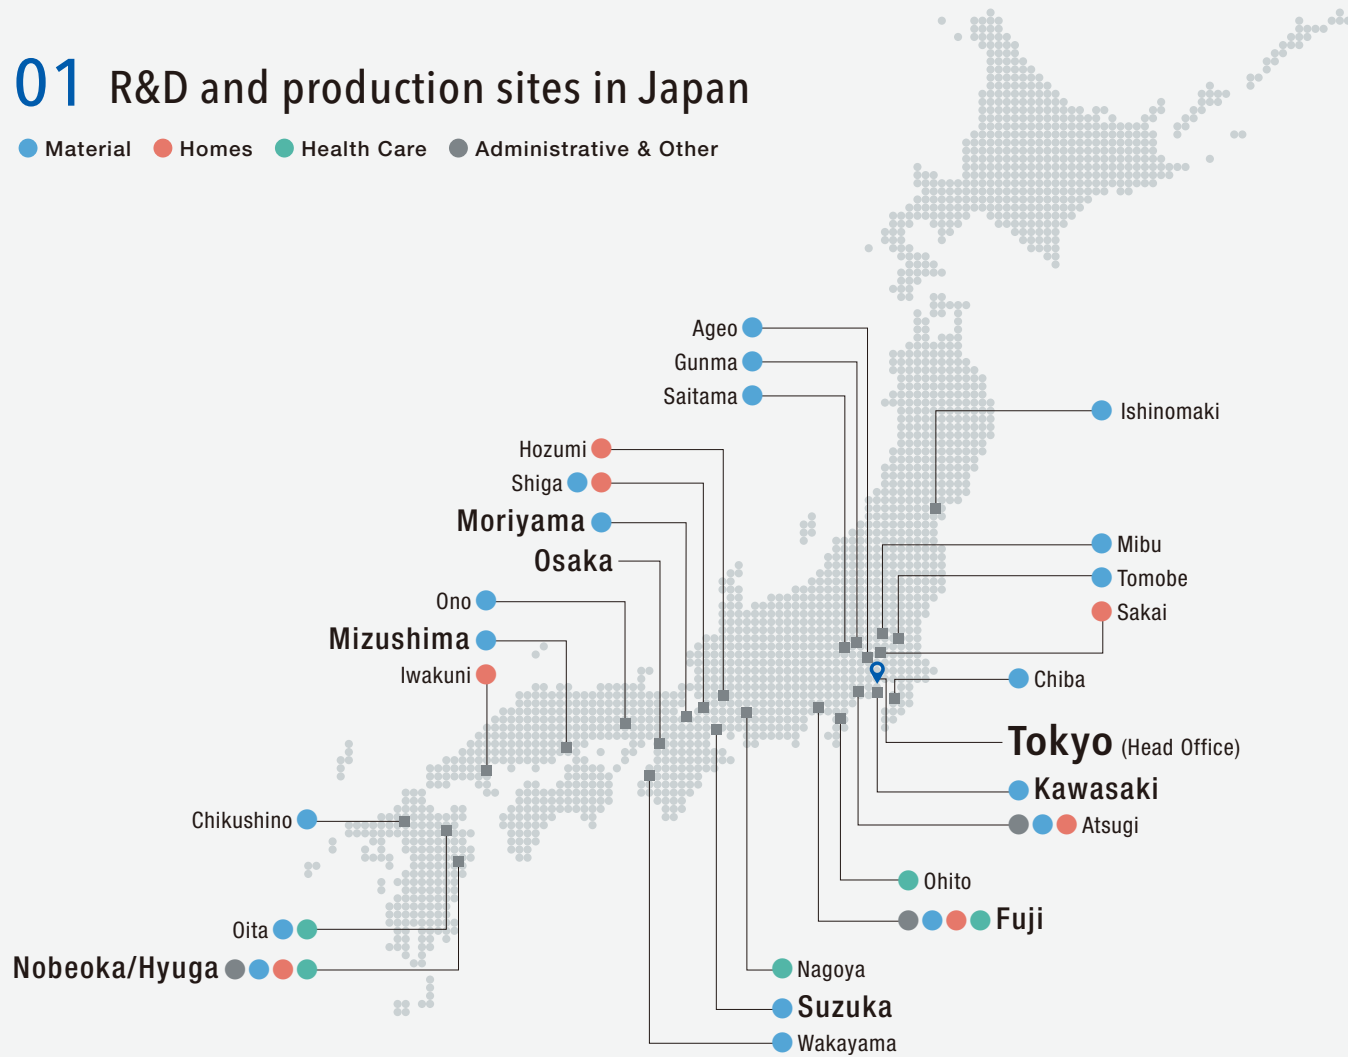 01 R&D and production sites in Japan
Material Homes Health Care Administrative & Other
Ageo
Gunma
Saitama
Ishinomaki
Hozumi
Shiga
Moriyama
Osaka
Mibu
Tomobe
Sakai
Ono
Mizushima
Iwakuni
Chiba
Tokyo (Head Office)
Kawasaki
Atsugi
Chikushino
Ohito
Fuji
Oita
Nobeoka/Hyuga
Nagoya
Suzuka
Wakayama